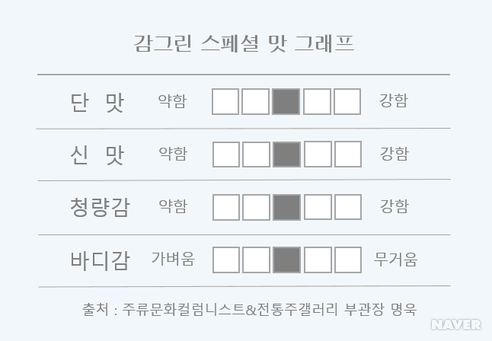 감그린 스페셜 맛 그래프
단 맛 약함 강함
신 맛 약함 강함
청량감 약함 강함
바디감 가벼움 무거움
출처 : 주류문화컬럼니스트&전통주갤러리 부관장 명욱
NAVER